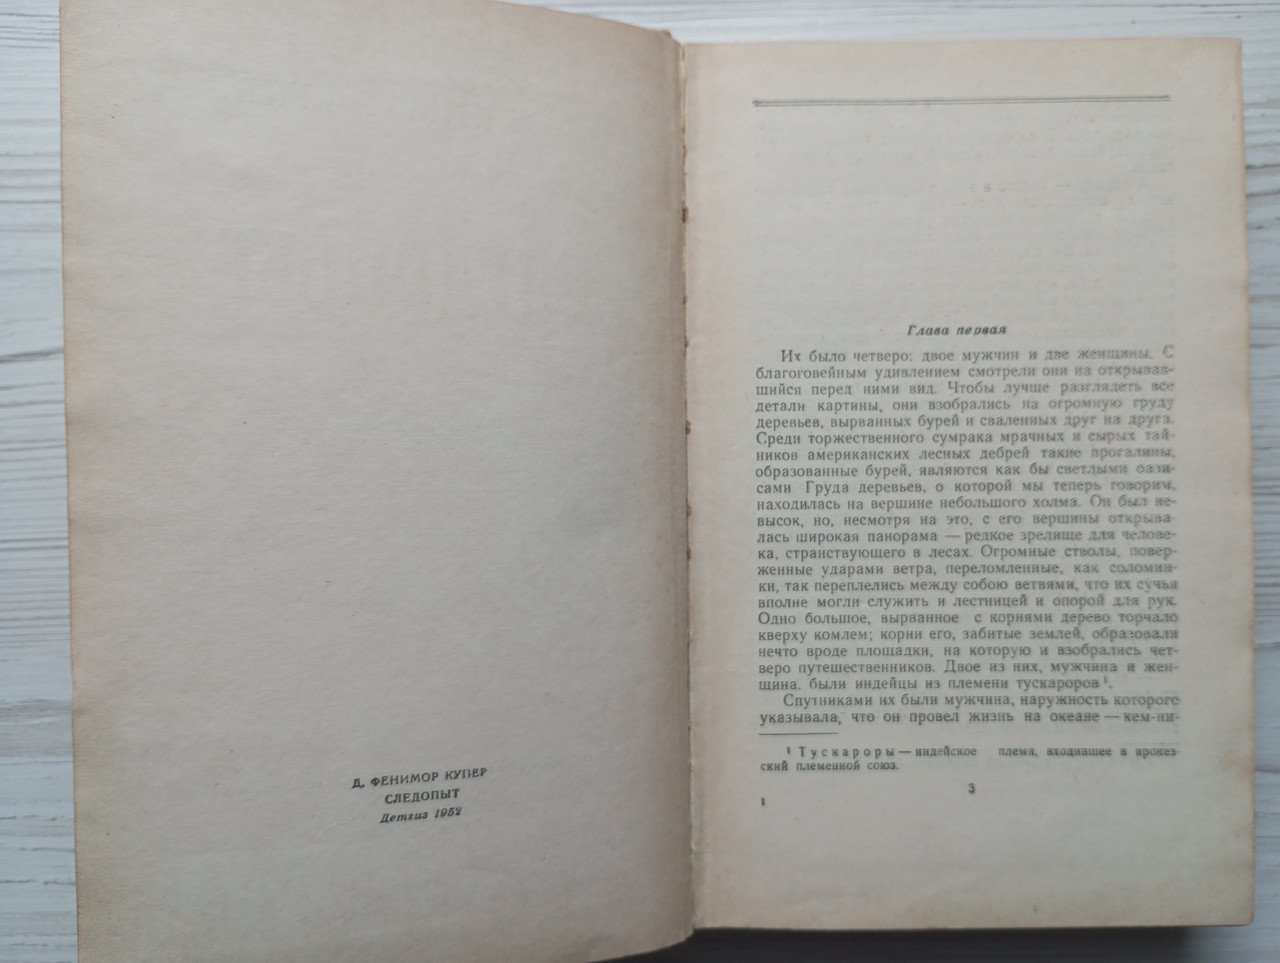 Д. ФЕНИМОР КУПЕР
СЛЕДОПЫТ
Детгиз 1952
Глава первая
Их было четверо: двое мужчин и две женщины. С
благоговейным удивлением смотрели они на открывав-
шийся перед ними вид. Чтобы лучше разглядеть все
детали картины, они взобрались на огромную груду
деревьев, вырванных бурей и сваленных друг на друга.
Среди торжественного сумрака мрачных и сырых тай-
ников американских лесных дебрей такие прогалины,
образованные бурей, являются как бы светлыми оази-
сами. Груда деревьев, о которой мы теперь говорим,
находилась на вершине небольшого холма. Он был не-
высок, но, несмотря на это, с его вершины открыва-
лась широкая панорама — редкое зрелище для челове-
ка, странствующего в лесах. Огромные стволы, повер-
женные ударами ветра, переломленные, как соломин-
ки, так переплелись между собою ветвями, что их сучья
вполне могли служить и лестницей и опорой для рук.
Одно большое, вырванное с корнями дерево торчало
кверху комлем; корни его, забитые землей, образовали
нечто вроде площадки, на которую и взобрались чет-
веро путешественников. Двое из них, мужчина и жен-
щина, были индейцы из племени тускароров¹.
Спутниками их были мужчина, наружность которого
указывала, что он провел жизнь на океане — кем-ни-
¹ Тускароры — индейское племя, входившее в ирокез-
ский племенной союз.
3
1